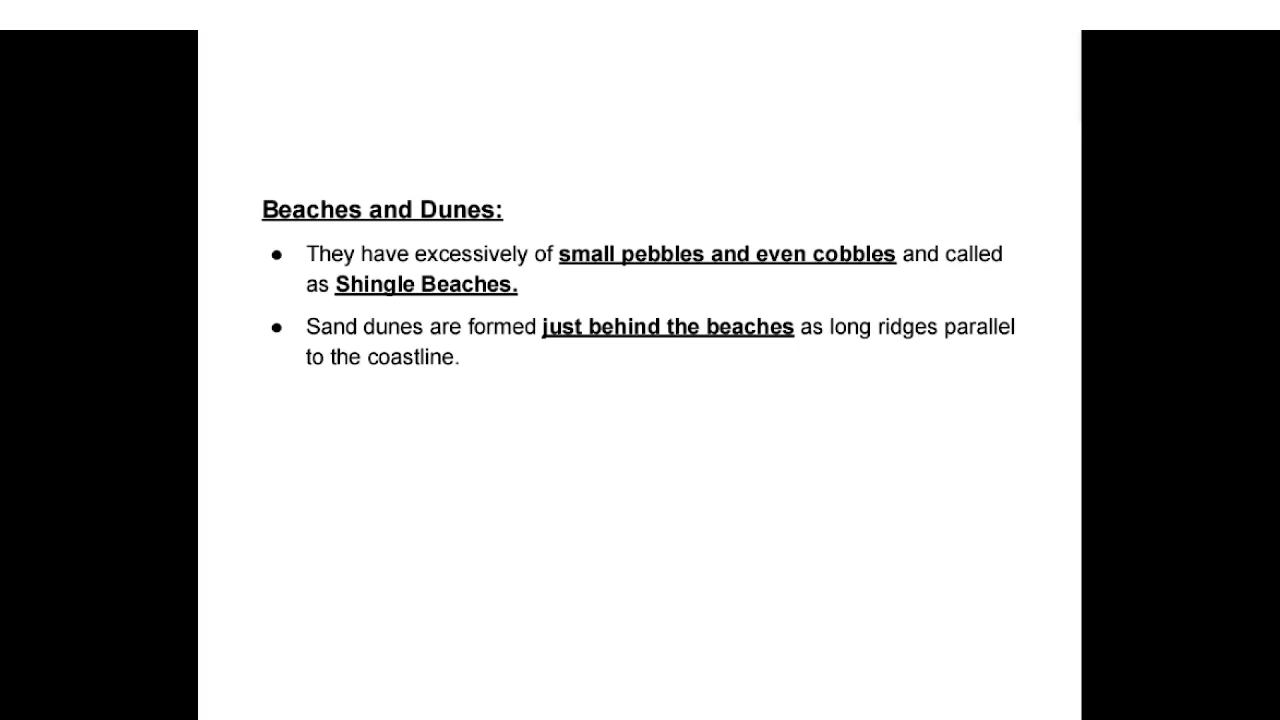 Beaches and Dunes:
● They have excessively of small pebbles and even cobbles and called
as Shingle Beaches.
● Sand dunes are formed just behind the beaches as long ridges parallel
to the coastline.